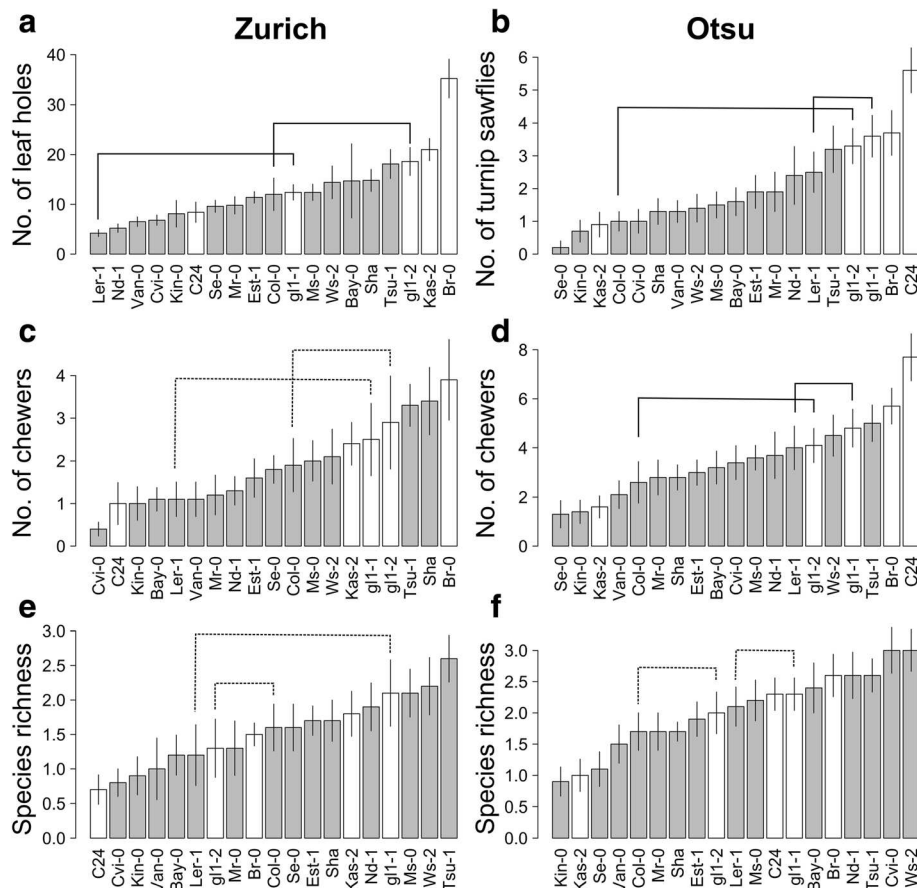 a Zurich
b Otsu
No. of leaf holes
40
30
20
10
0
Ler-1 Nd-1 Van-0 Cvi-0 Kin-0 C24 Se-0 Mr-0 Est-1 Col-0 gl1-1 Ms-0 Ws-2 Bay-0 Sha Tsu-1 gl1-2 Kas-2 Br-0
No. of turnip sawflies
6
5
4
3
2
1
0
Se-0 Kin-0 Kas-2 Col-0 Cvi-0 Sha Van-0 Ws-2 Ms-0 Bay-0 Est-1 Mr-0 Nd-1 Ler-1 Tsu-1 gl1-2 gl1-1 Br-0 C24
c
No. of chewers
4
3
2
1
0
Cvi-0 C24 Kin-0 Bay-0 Ler-1 Van-0 Mr-0 Nd-1 Est-1 Se-0 Col-0 Ms-0 Ws-2 Kas-2 gl1-1 gl1-2 Tsu-1 Sha Br-0
d
No. of chewers
8
6
4
2
0
Se-0 Kin-0 Kas-2 Van-0 Col-0 Mr-0 Sha Est-1 Bay-0 Cvi-0 Ms-0 Nd-1 Ler-1 gl1-2 Ws-2 gl1-1 Tsu-1 Br-0 C24
e
Species richness
3.0
2.5
2.0
1.5
1.0
0.5
0.0
C24 Cvi-0 Kin-0 Van-0 Bay-0 Ler-1 gl1-2 Mr-0 Br-0 Col-0 Se-0 Est-1 Sha Kas-2 Nd-1 gl1-1 Ms-0 Ws-2 Tsu-1
f
Species richness
3.0
2.5
2.0
1.5
1.0
0.5
0.0
Kin-0 Kas-2 Se-0 Van-0 Col-0 Mr-0 Sha Est-1 gl1-2 Ler-1 Ms-0 C24 gl1-1 Bay-0 Br-0 Nd-1 Tsu-1 Cvi-0 Ws-2